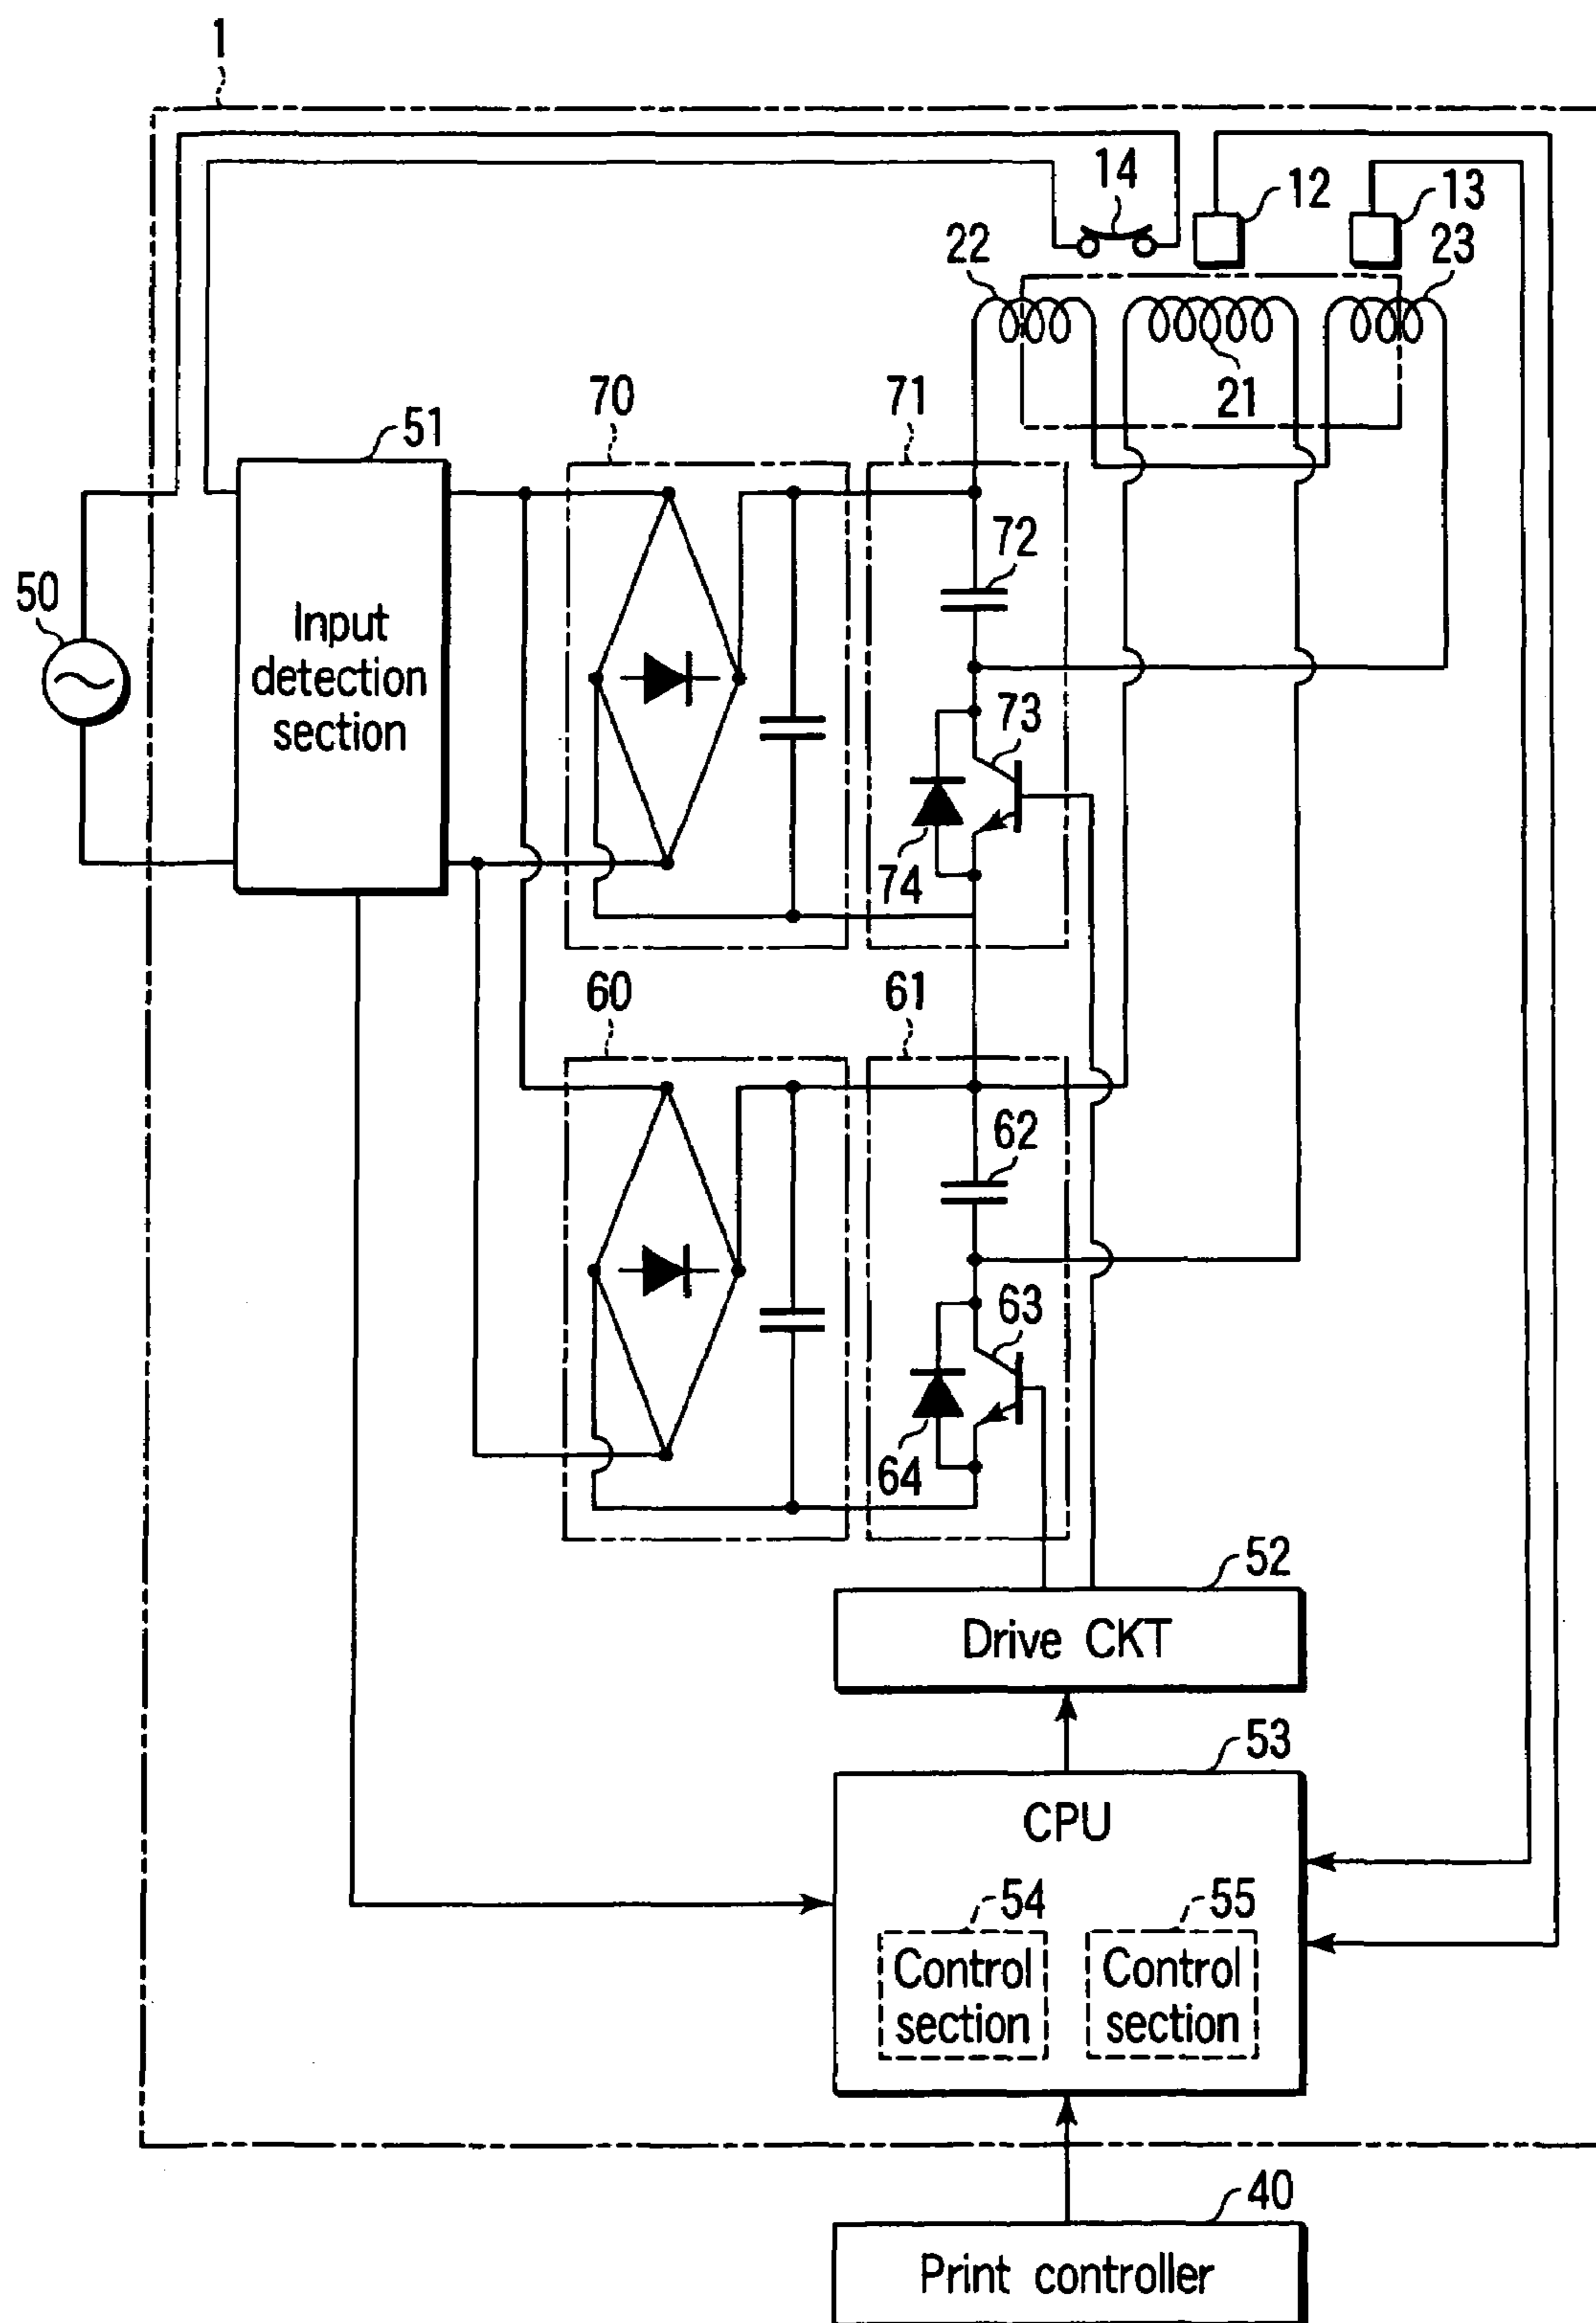 1
14
12
13
22
23
21
70
71
51
72
50
Input
detection
section
73
74
60
61
62
63
64
52
Drive CKT
53
CPU
54
55
Control
section
Control
section
40
Print controller